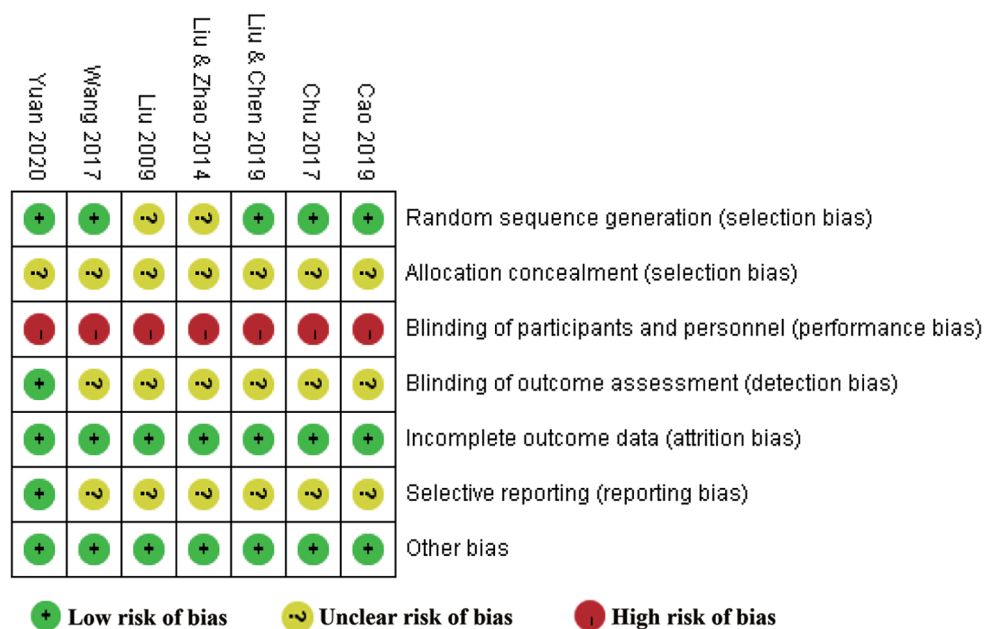 Yuan 2020
Wang 2017
Liu 2009
Liu & Zhao 2014
Liu & Chen 2019
Chu 2017
Cao 2019
+ + ? ? + + + Random sequence generation (selection bias)
? ? ? ? ? ? ? Allocation concealment (selection bias)
- - - - - - - Blinding of participants and personnel (performance bias)
+ ? ? ? ? ? ? Blinding of outcome assessment (detection bias)
+ + + + + + + Incomplete outcome data (attrition bias)
+ ? ? ? ? ? ? Selective reporting (reporting bias)
+ + + + + + + Other bias
+ Low risk of bias ? Unclear risk of bias - High risk of bias